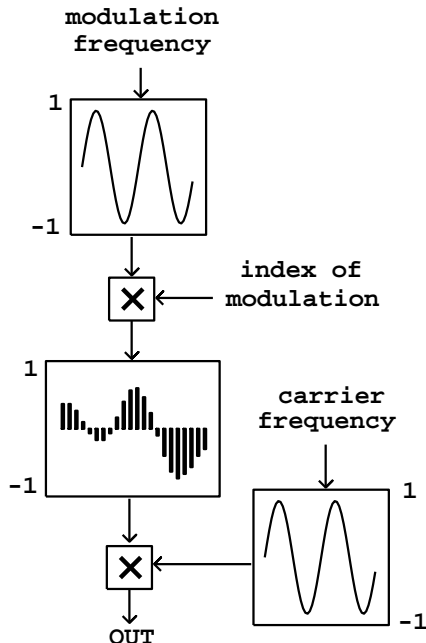 modulation
frequency
1
-1
index of
modulation
1
-1
carrier
frequency
1
-1
OUT